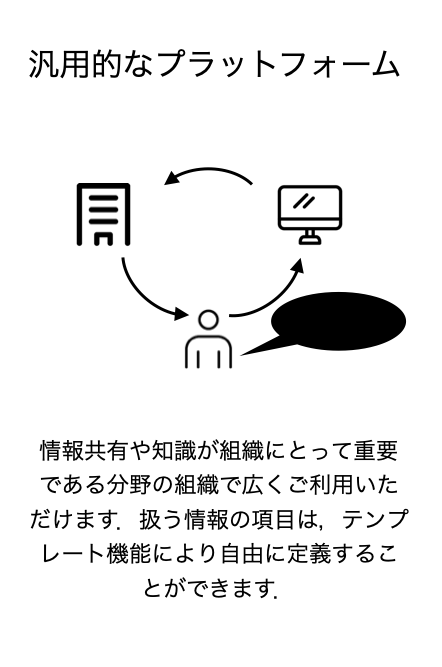 汎用的なプラットフォーム
情報共有や知識が組織にとって重要
である分野の組織で広くご利用いた
だけます．扱う情報の項目は，テンプ
レート機能により自由に定義するこ
とができます．